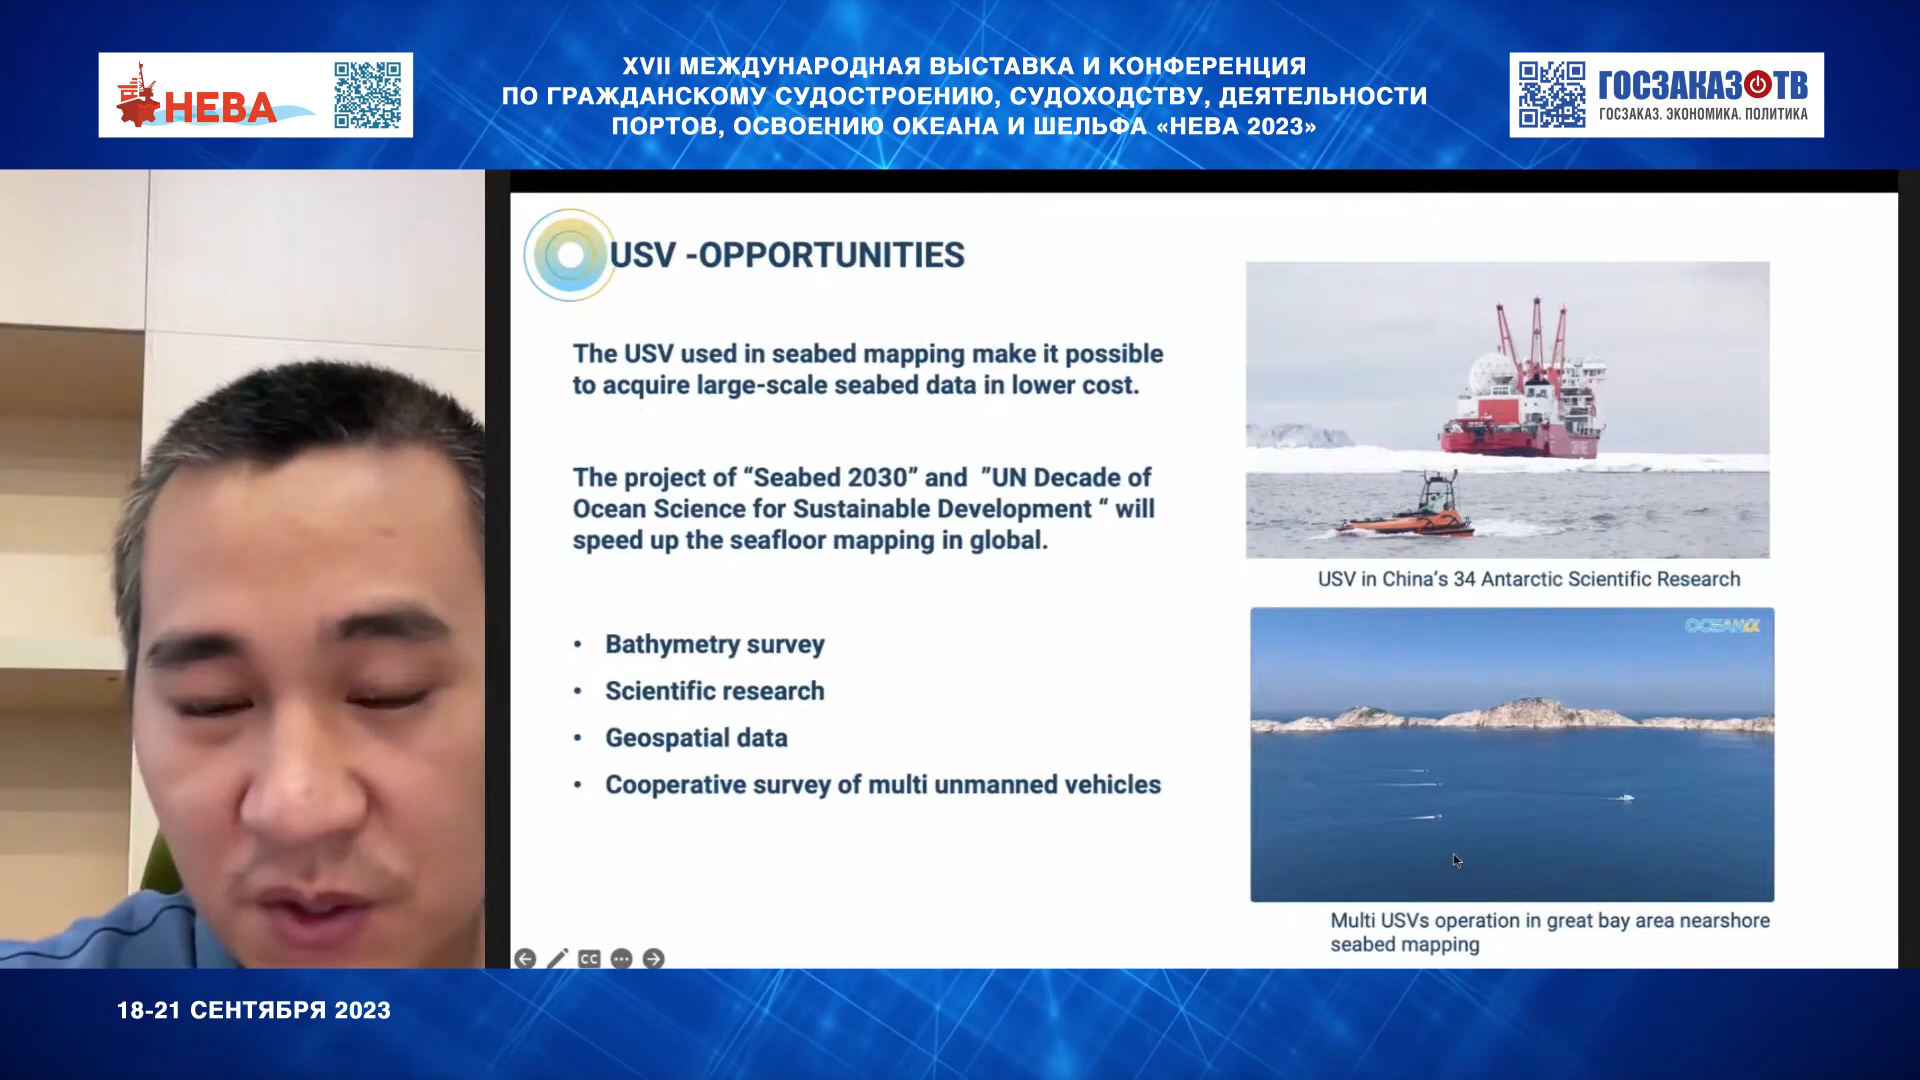 НЕВА
XVII МЕЖДУНАРОДНАЯ ВЫСТАВКА И КОНФЕРЕНЦИЯ
ПО ГРАЖДАНСКОМУ СУДОСТРОЕНИЮ, СУДОХОДСТВУ, ДЕЯТЕЛЬНОСТИ
ПОРТОВ, ОСВОЕНИЮ ОКЕАНА И ШЕЛЬФА «НЕВА 2023»
ГОСЗАКАЗ ТВ
ГОСЗАКАЗ. ЭКОНОМИКА. ПОЛИТИКА
USV -OPPORTUNITIES
The USV used in seabed mapping make it possible
to acquire large-scale seabed data in lower cost.
The project of “Seabed 2030” and ”UN Decade of
Ocean Science for Sustainable Development “ will
speed up the seafloor mapping in global.
• Bathymetry survey
• Scientific research
• Geospatial data
• Cooperative survey of multi unmanned vehicles
USV in China’s 34 Antarctic Scientific Research
OCEANα
Multi USVs operation in great bay area nearshore
seabed mapping
CC
18-21 СЕНТЯБРЯ 2023